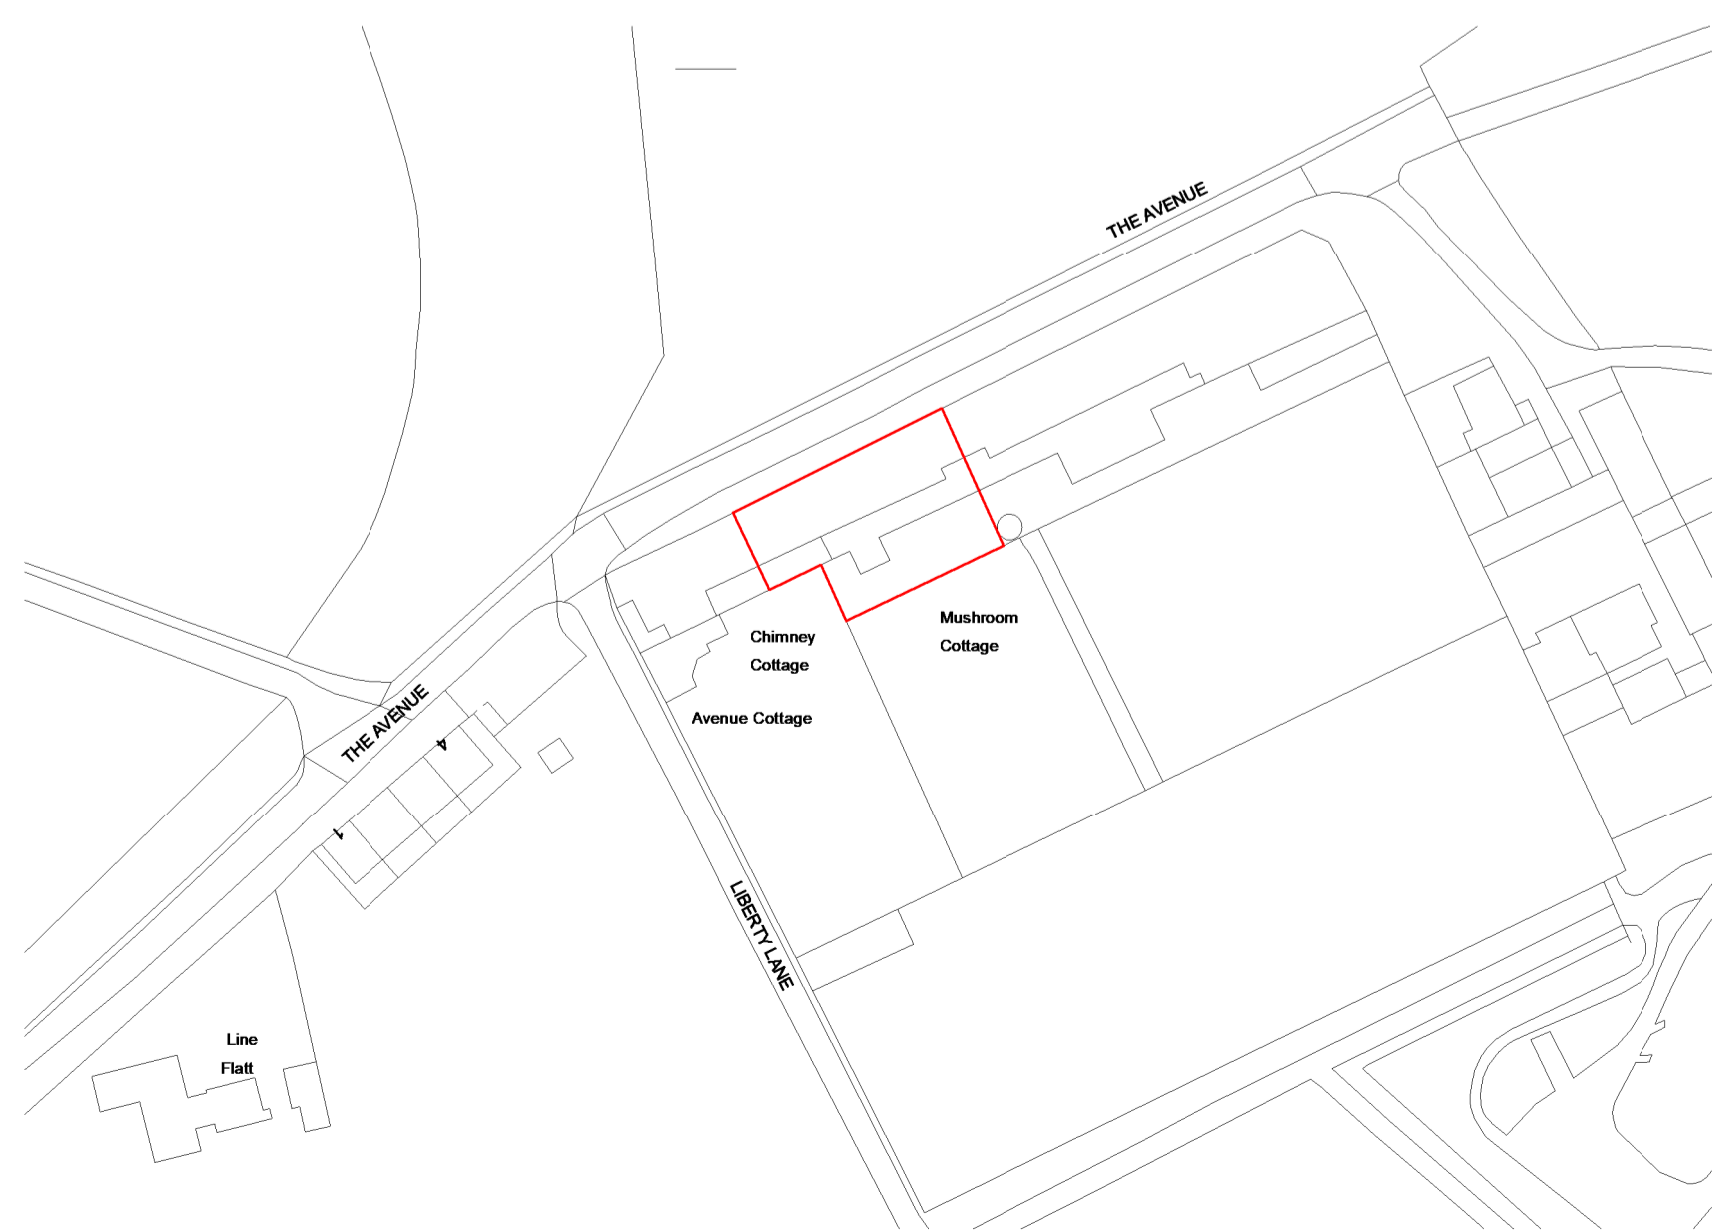 THE AVENUE
Mushroom
Cottage
Chimney
Cottage
Avenue Cottage
THE AVENUE
4
1
LIBERTY LANE
Line
Flatt